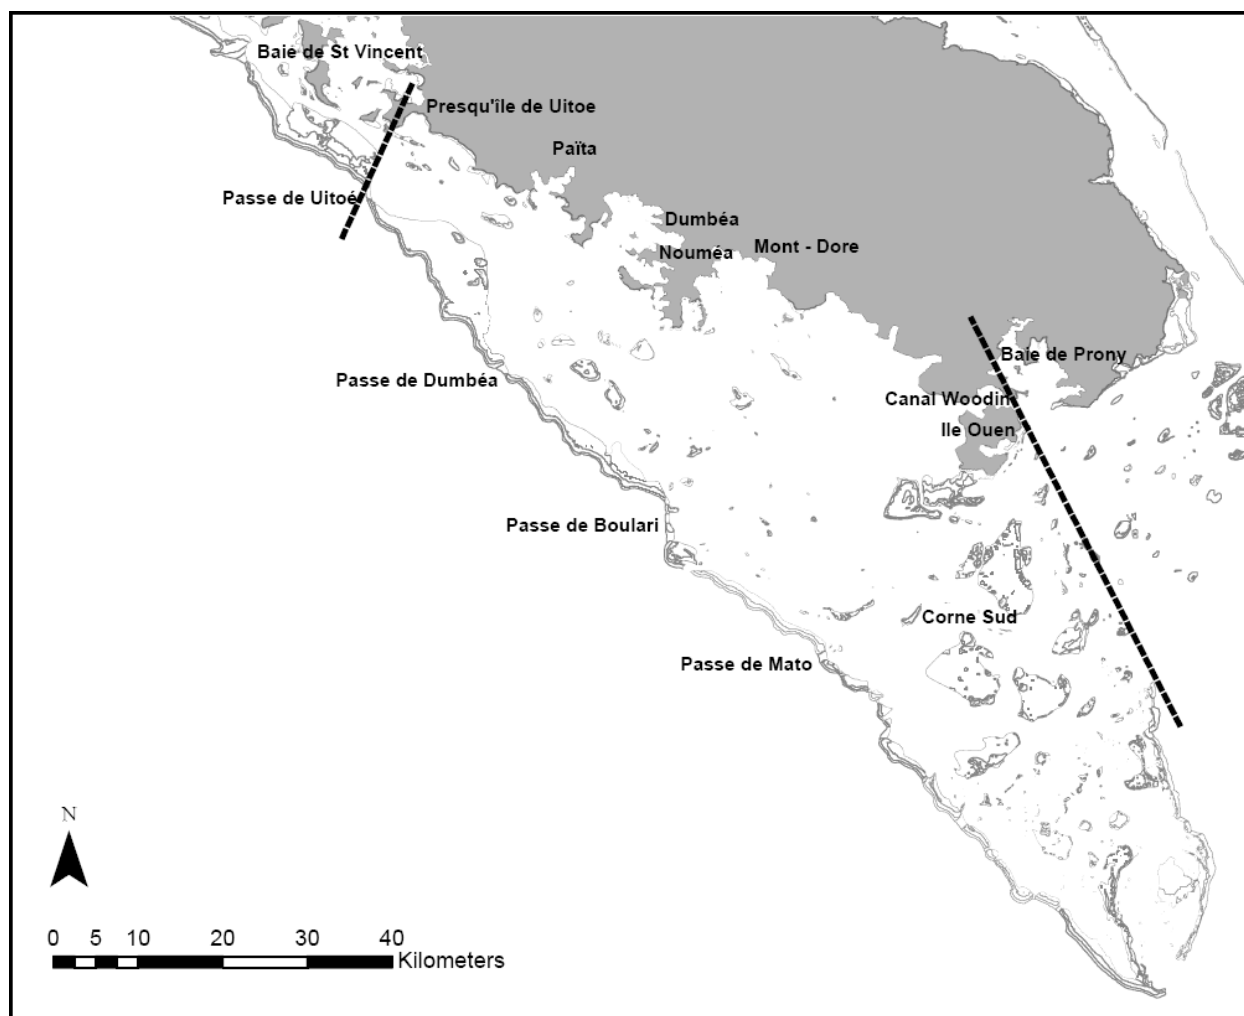 Baie de St Vincent
Presqu'île de Uitoe
Païta
Passe de Uitoé
Dumbéa
Mont - Dore
Nouméa
Baie de Prony
Passe de Dumbéa
Canal Woodin
Ile Ouen
Passe de Boulari
Corne Sud
Passe de Mato
N
0 5 10 20 30 40
Kilometers